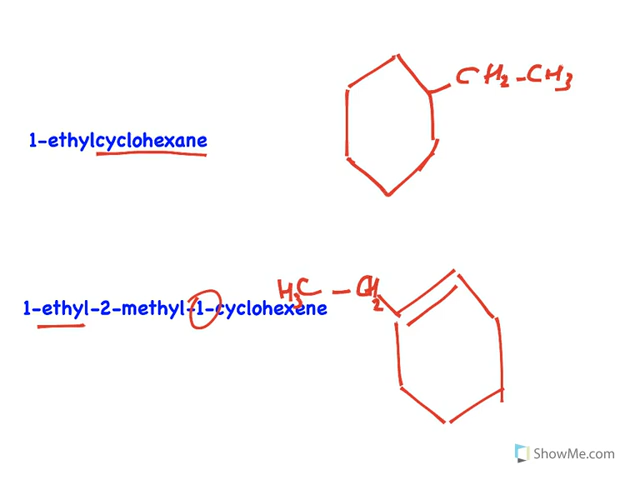 CH2-CH3
1-ethylcyclohexane
H3C - CH2
1-ethyl-2-methyl-1-cyclohexene
ShowMe.com